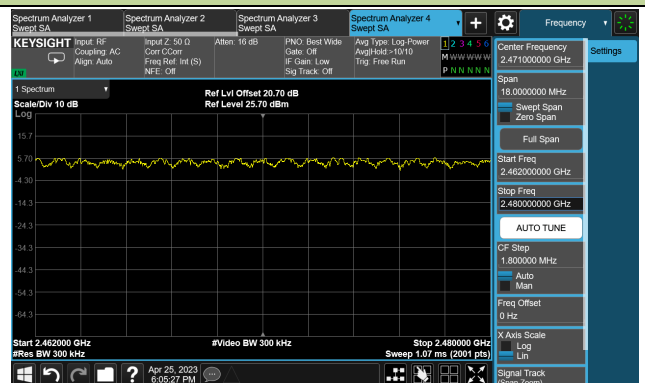 Spectrum Analyzer 1
Swept SA
Spectrum Analyzer 2
Swept SA
Spectrum Analyzer 3
Swept SA
Spectrum Analyzer 4
Swept SA
Frequency
KEYSIGHT
Input: RF
Coupling: AC
Align: Auto
Input Z: 50 Ω
Corr CCorr
Freq Ref: Int (S)
NFE: Off
Atten: 16 dB
PNO: Best Wide
Gate: Off
IF Gain: Low
Sig Track: Off
Avg Type: Log-Power
Avg|Hold:>10/10
Trig: Free Run
1 2 3 4 5 6
M W W W W W
P N N N N N
1 Spectrum
Scale/Div 10 dB
Log
Ref Lvl Offset 20.70 dB
Ref Level 25.70 dBm
15.7
5.70
-4.30
-14.3
-24.3
-34.3
-44.3
-54.3
-64.3
Start 2.462000 GHz
#Res BW 300 kHz
#Video BW 300 kHz
Stop 2.480000 GHz
Sweep 1.07 ms (2001 pts)
Center Frequency
2.471000000 GHz
Settings
Span
18.0000000 MHz
Swept Span
Zero Span
Full Span
Start Freq
2.462000000 GHz
Stop Freq
2.480000000 GHz
AUTO TUNE
CF Step
1.800000 MHz
Auto
Man
Freq Offset
0 Hz
X Axis Scale
Log
Lin
Signal Track
(Span Zoom)
?
Apr 25, 2023
6:05:27 PM